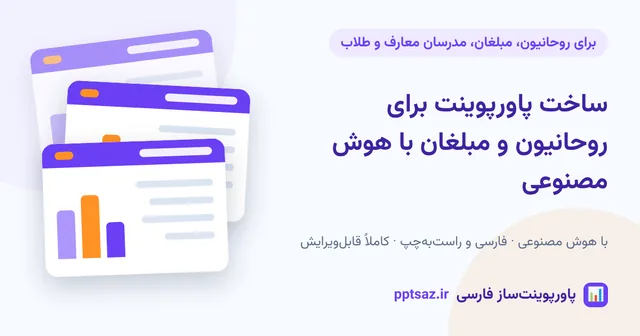 برای روحانیون، مبلغان، مدرسان معارف و طلاب
ساخت پاورپوینت برای
روحانیون و مبلغان با هوش
مصنوعی
با هوش مصنوعی · فارسی و راست‌به‌چپ · کاملاً قابل‌ویرایش
پاورپوینت‌ساز فارسی pptsaz.ir